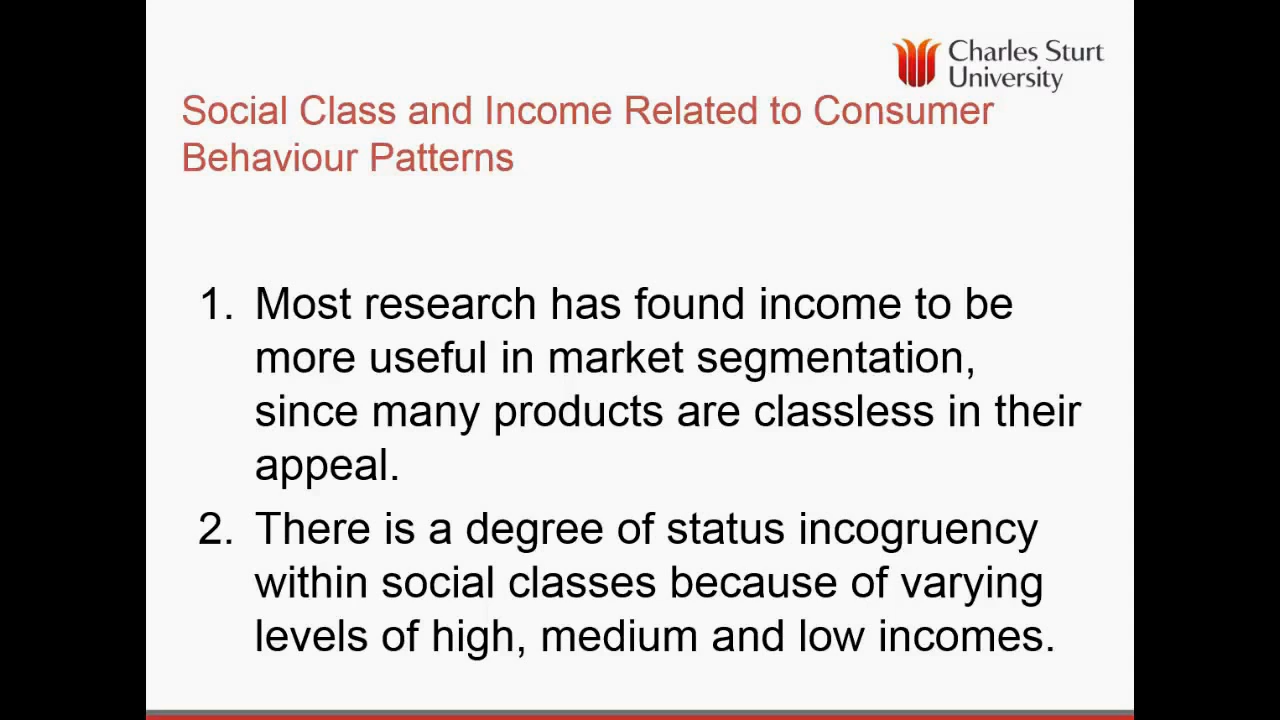 Charles Sturt
University
Social Class and Income Related to Consumer
Behaviour Patterns
1. Most research has found income to be
more useful in market segmentation,
since many products are classless in their
appeal.
2. There is a degree of status incogruency
within social classes because of varying
levels of high, medium and low incomes.